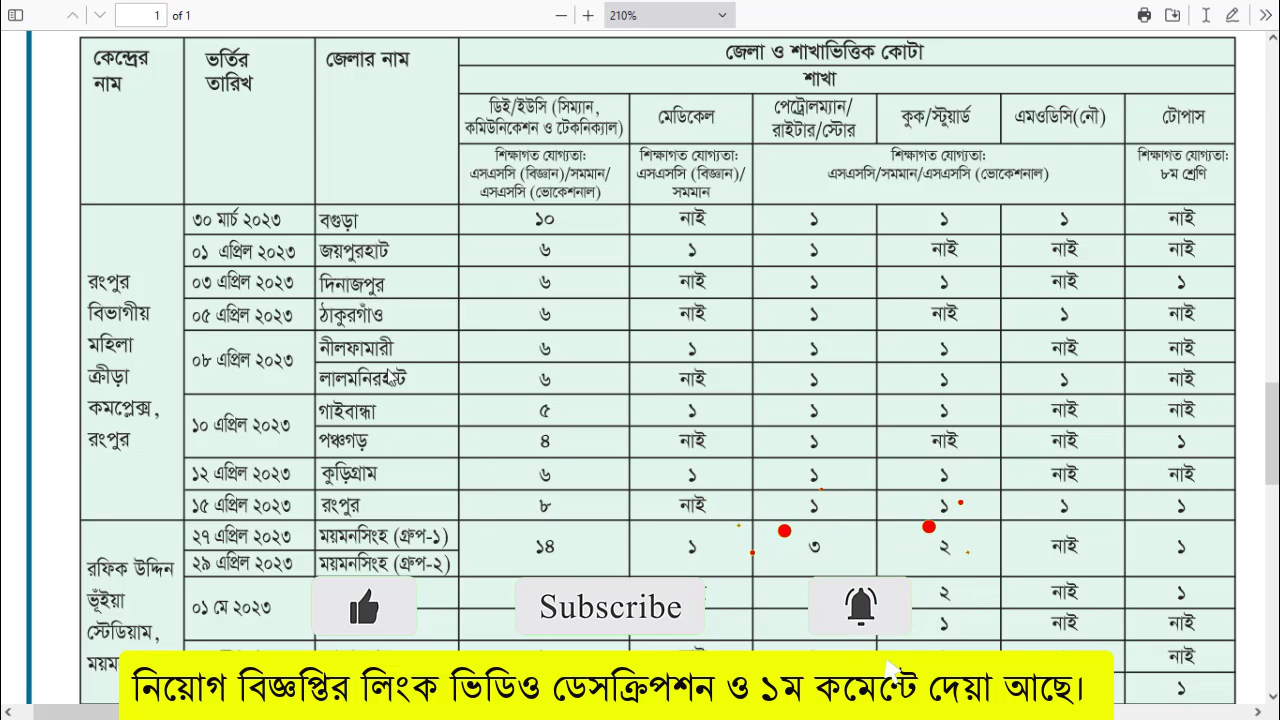 1 of 1 210%
কেন্দ্রের নাম ভর্তির তারিখ জেলার নাম জেলা ও শাখাভিত্তিক কোটা
শাখা
ডিই/ইউসি (সিম্যান, কমিউনিকেশন ও টেকনিক্যাল) মেডিকেল পেট্রোলম্যান/রাইটার/স্টোর কুক/স্টুয়ার্ড এমওডিসি(নৌ) টোপাস
শিক্ষাগত যোগ্যতা: এসএসসি (বিজ্ঞান)/সমমান/এসএসসি (ভোকেশনাল) শিক্ষাগত যোগ্যতা: এসএসসি (বিজ্ঞান)/সমমান শিক্ষাগত যোগ্যতা: এসএসসি/সমমান/এসএসসি (ভোকেশনাল) শিক্ষাগত যোগ্যতা: ৮ম শ্রেণি
রংপুর বিভাগীয় মহিলা ক্রীড়া কমপ্লেক্স, রংপুর
৩০ মার্চ ২০২৩ বগুড়া ১০ নাই ১ ১ ১ নাই
০১ এপ্রিল ২০২৩ জয়পুরহাট ৬ ১ ১ নাই নাই নাই
০৩ এপ্রিল ২০২৩ দিনাজপুর ৬ নাই ১ ১ নাই ১
০৫ এপ্রিল ২০২৩ ঠাকুরগাঁও ৬ নাই ১ নাই ১ নাই
০৮ এপ্রিল ২০২৩ নীলফামারী ৬ ১ ১ ১ নাই নাই
লালমনিরহাট ৬ নাই ১ ১ ১ নাই
১০ এপ্রিল ২০২৩ গাইবান্ধা ৫ ১ ১ ১ নাই নাই
পঞ্চগড় ৪ নাই ১ নাই নাই ১
১২ এপ্রিল ২০২৩ কুড়িগ্রাম ৬ ১ ১ ১ নাই নাই
১৫ এপ্রিল ২০২৩ রংপুর ৮ নাই ১ ১ ১ ১
রফিক উদ্দিন ভূঁইয়া স্টেডিয়াম,
২৭ এপ্রিল ২০২৩ ময়মনসিংহ (গ্রুপ-১) ১৪ ১ ৩ ২ নাই ১
২৯ এপ্রিল ২০২৩ ময়মনসিংহ (গ্রুপ-২)
০১ মে ২০২৩ ২ নাই ১
১ নাই নাই
নাই
১
Subscribe
নিয়োগ বিজ্ঞপ্তির লিংক ভিডিও ডেসক্রিপশন ও ১ম কমেন্টে দেয়া আছে।